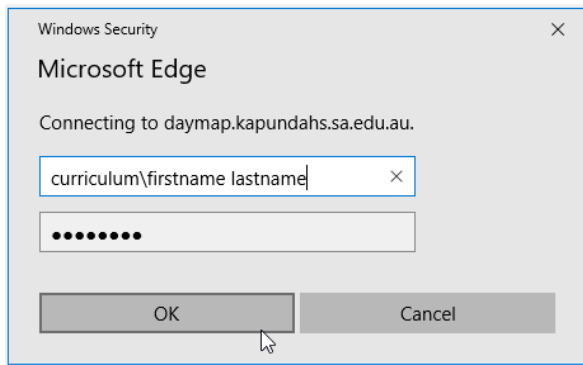 Windows Security
Microsoft Edge
Connecting to daymap.kapundahs.sa.edu.au.
curriculum\firstname lastname
●●●●●●●●
OK Cancel